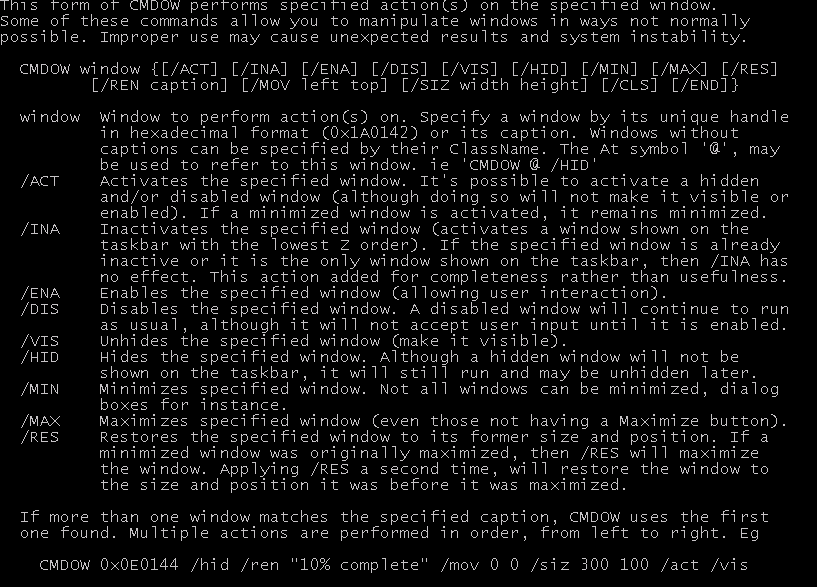 This form of CMDOW performs specified action(s) on the specified window.
Some of these commands allow you to manipulate windows in ways not normally
possible. Improper use may cause unexpected results and system instability.
CMDOW window {[/ACT] [/INA] [/ENA] [/DIS] [/VIS] [/HID] [/MIN] [/MAX] [/RES]
[/REN caption] [/MOV left top] [/SIZ width height] [/CLS] [/END]}
window Window to perform action(s) on. Specify a window by its unique handle
in hexadecimal format (0x1A0142) or its caption. Windows without
captions can be specified by their ClassName. The At symbol '@', may
be used to refer to this window. ie 'CMDOW @ /HID'
/ACT Activates the specified window. It's possible to activate a hidden
and/or disabled window (although doing so will not make it visible or
enabled). If a minimized window is activated, it remains minimized.
/INA Inactivates the specified window (activates a window shown on the
taskbar with the lowest Z order). If the specified window is already
inactive or it is the only window shown on the taskbar, then /INA has
no effect. This action added for completeness rather than usefulness.
/ENA Enables the specified window (allowing user interaction).
/DIS Disables the specified window. A disabled window will continue to run
as usual, although it will not accept user input until it is enabled.
/VIS Unhides the specified window (make it visible).
/HID Hides the specified window. Although a hidden window will not be
shown on the taskbar, it will still run and may be unhidden later.
/MIN Minimizes specified window. Not all windows can be minimized, dialog
boxes for instance.
/MAX Maximizes specified window (even those not having a Maximize button).
/RES Restores the specified window to its former size and position. If a
minimized window was originally maximized, then /RES will maximize
the window. Applying /RES a second time, will restore the window to
the size and position it was before it was maximized.
If more than one window matches the specified caption, CMDOW uses the first
one found. Multiple actions are performed in order, from left to right. Eg
CMDOW 0x0E0144 /hid /ren "10% complete" /mov 0 0 /siz 300 100 /act /vis